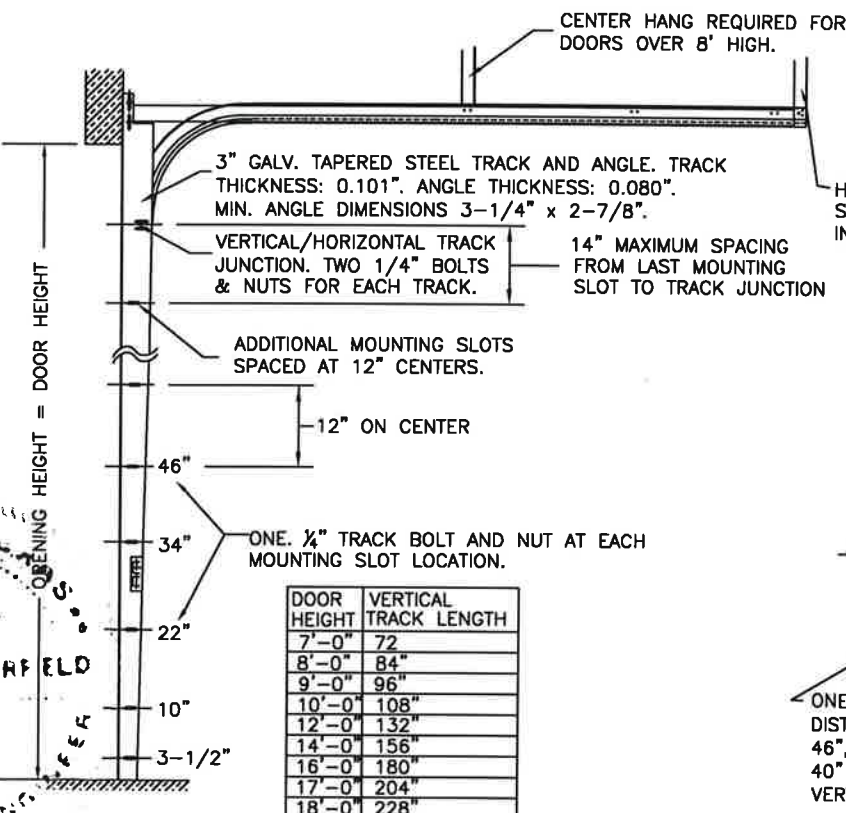 CENTER HANG REQUIRED FOR
DOORS OVER 8' HIGH.
3" GALV. TAPERED STEEL TRACK AND ANGLE. TRACK
THICKNESS: 0.101". ANGLE THICKNESS: 0.080".
MIN. ANGLE DIMENSIONS 3-1/4" x 2-7/8".
VERTICAL/HORIZONTAL TRACK
JUNCTION. TWO 1/4" BOLTS
& NUTS FOR EACH TRACK.
14" MAXIMUM SPACING
FROM LAST MOUNTING
SLOT TO TRACK JUNCTION
H
S
IN
ADDITIONAL MOUNTING SLOTS
SPACED AT 12" CENTERS.
OPENING HEIGHT = DOOR HEIGHT
12" ON CENTER
46"
34"
ONE. ¼" TRACK BOLT AND NUT AT EACH
MOUNTING SLOT LOCATION.
22"
10"
3-1/2"
DOOR HEIGHT VERTICAL TRACK LENGTH
7'-0" 72
8'-0" 84"
9'-0" 96"
10'-0" 108"
12'-0" 132"
14'-0" 156"
16'-0" 180"
17'-0" 204"
18'-0" 228"
ONE
DIST
46",
40"
VER